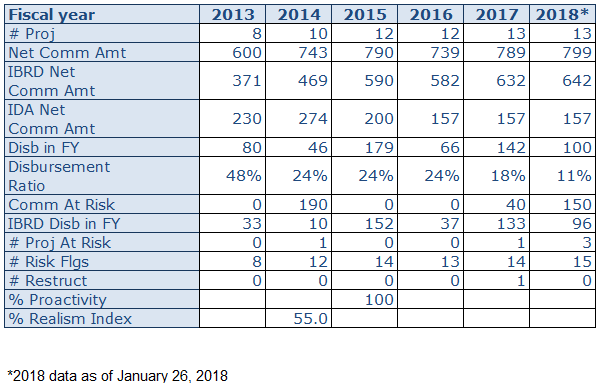 Fiscal year 2013 2014 2015 2016 2017 2018*
# Proj 8 10 12 12 13 13
Net Comm Amt 600 743 790 739 789 799
IBRD Net
Comm Amt 371 469 590 582 632 642
IDA Net
Comm Amt 230 274 200 157 157 157
Disb in FY 80 46 179 66 142 100
Disbursement
Ratio 48% 24% 24% 24% 18% 11%
Comm At Risk 0 190 0 0 40 150
IBRD Disb in FY 33 10 152 37 133 96
# Proj At Risk 0 1 0 0 1 3
# Risk Flgs 8 12 14 13 14 15
# Restruct 0 0 0 0 1 0
% Proactivity 100
% Realism Index 55.0
*2018 data as of January 26, 2018